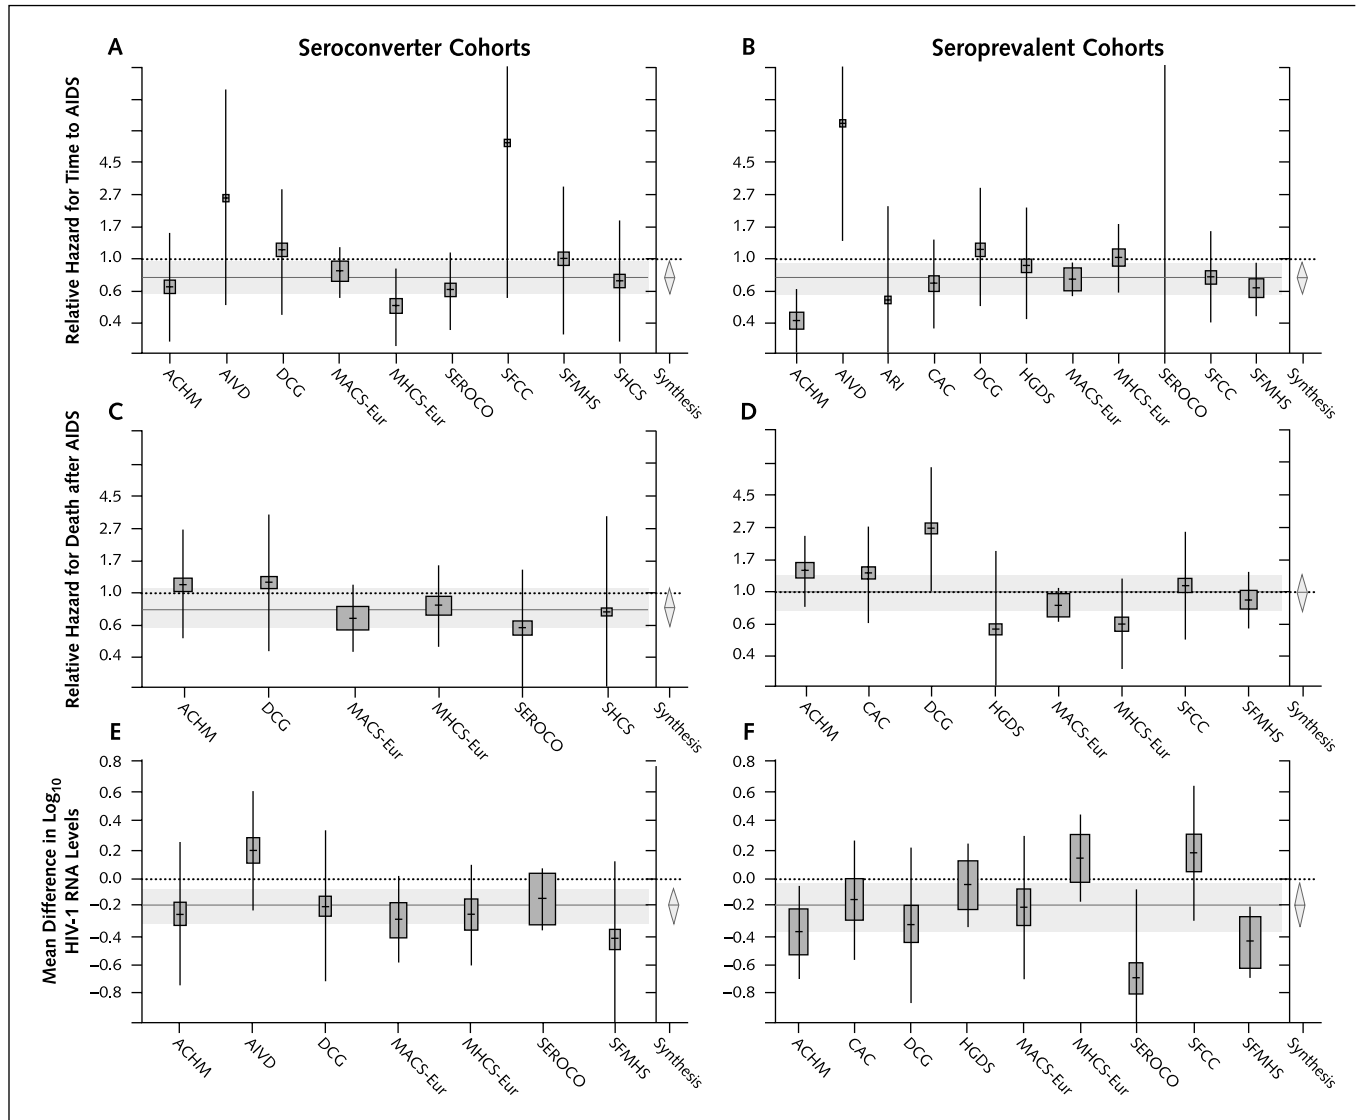 A Seroconverter Cohorts
B Seroprevalent Cohorts
Relative Hazard for Time to AIDS
4.5
2.7
1.7
1.0
0.6
0.4
ACHM
AIVD
DCG
MACS-Eur
MHCS-Eur
SEROCO
SFCC
SFMHS
SHCS
Synthesis
4.5
2.7
1.7
1.0
0.6
0.4
ACHM
AIVD
ARI
CAC
DCG
HGDS
MACS-Eur
MHCS-Eur
SEROCO
SFCC
SFMHS
Synthesis
C
D
Relative Hazard for Death after AIDS
4.5
2.7
1.7
1.0
0.6
0.4
ACHM
DCG
MACS-Eur
MHCS-Eur
SEROCO
SHCS
Synthesis
4.5
2.7
1.7
1.0
0.6
0.4
ACHM
CAC
DCG
HGDS
MACS-Eur
MHCS-Eur
SFCC
SFMHS
Synthesis
E
F
Mean Difference in Log10
HIV-1 RNA Levels
0.8
0.6
0.4
0.2
0.0
−0.2
−0.4
−0.6
−0.8
ACHM
AIVD
DCG
MACS-Eur
MHCS-Eur
SEROCO
SFMHS
Synthesis
0.8
0.6
0.4
0.2
0.0
−0.2
−0.4
−0.6
−0.8
ACHM
CAC
DCG
HGDS
MACS-Eur
MHCS-Eur
SEROCO
SFCC
SFMHS
Synthesis